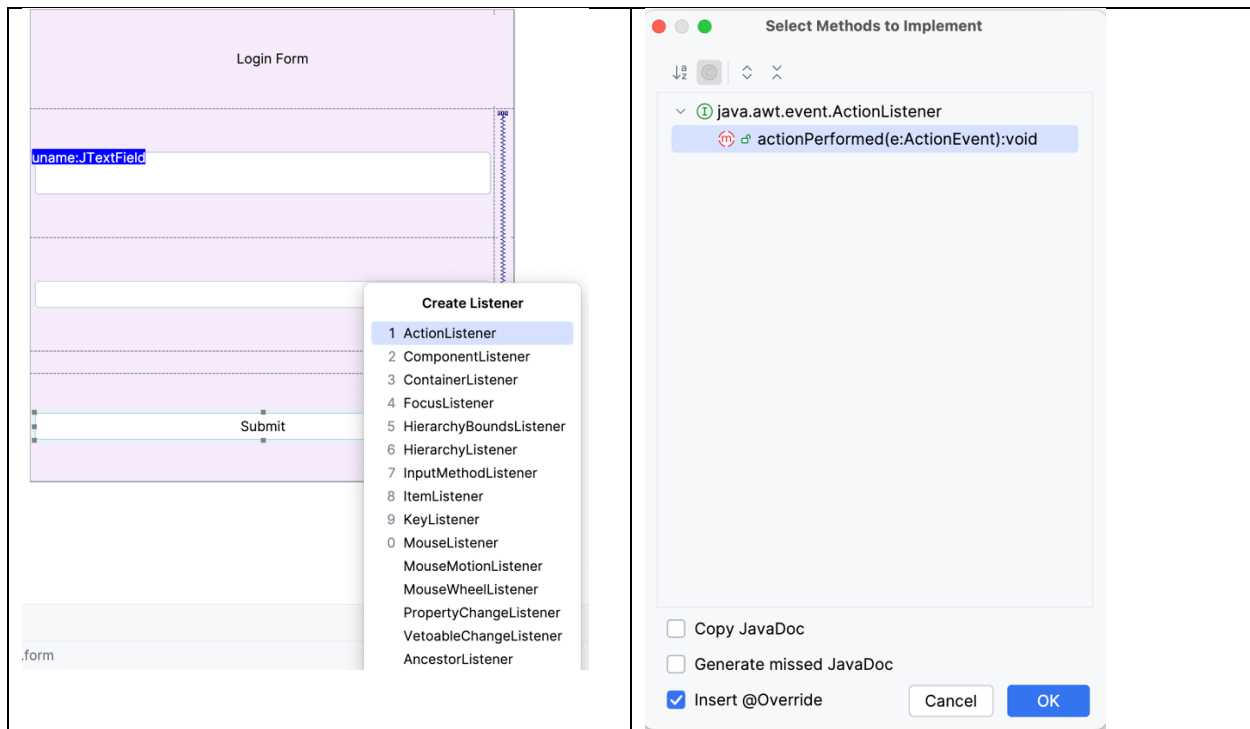 Login Form
uname:JTextField
Create Listener
1 ActionListener
2 ComponentListener
3 ContainerListener
4 FocusListener
5 HierarchyBoundsListener
6 HierarchyListener
7 InputMethodListener
8 ItemListener
9 KeyListener
0 MouseListener
MouseMotionListener
MouseWheelListener
PropertyChangeListener
VetoableChangeListener
AncestorListener
Submit
.form
Select Methods to Implement
java.awt.event.ActionListener
actionPerformed(e:ActionEvent):void
Copy JavaDoc
Generate missed JavaDoc
Insert @Override
Cancel
OK